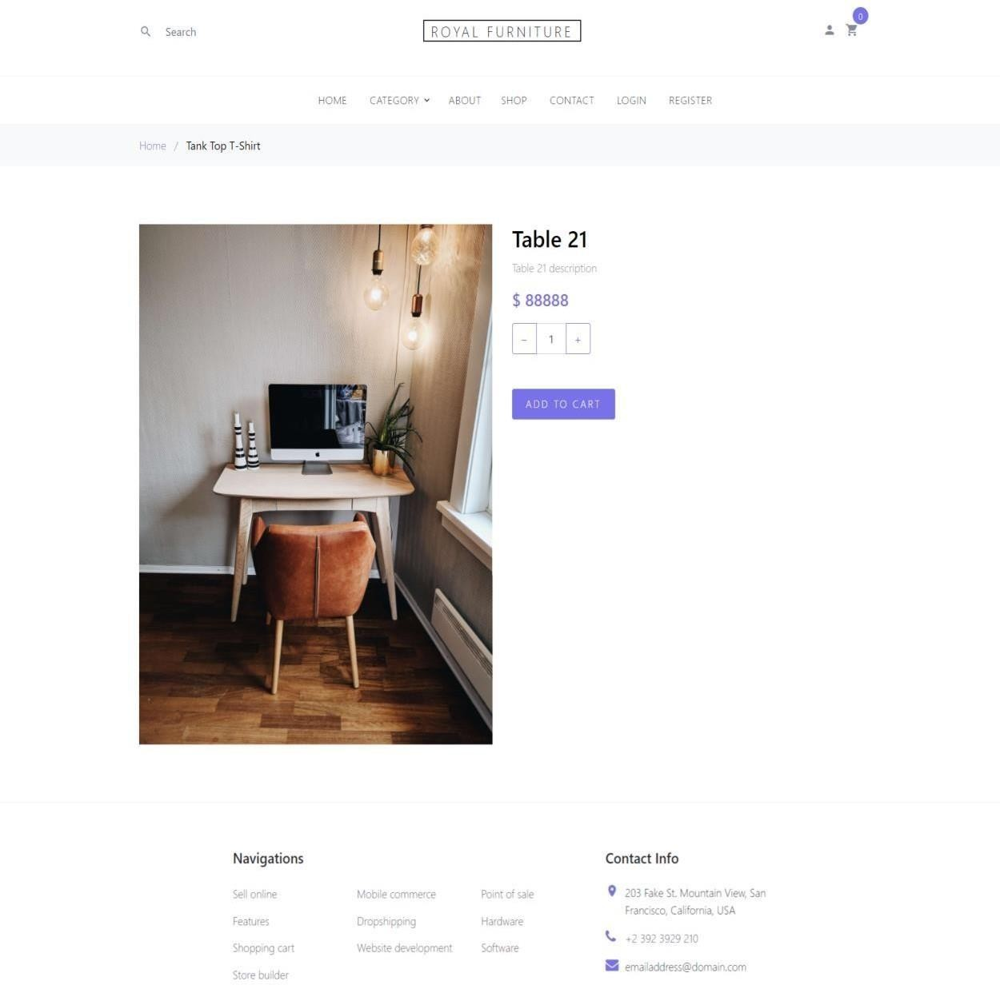 Search
ROYAL FURNITURE
0
HOME CATEGORY ABOUT SHOP CONTACT LOGIN REGISTER
Home / Tank Top T-Shirt
Table 21
Table 21 description
$ 88888
− 1 +
ADD TO CART
Navigations
Sell online
Features
Shopping cart
Store builder
Mobile commerce
Dropshipping
Website development
Point of sale
Hardware
Software
Contact Info
203 Fake St. Mountain View, San
Francisco, California, USA
+2 392 3929 210
emailaddress@domain.com